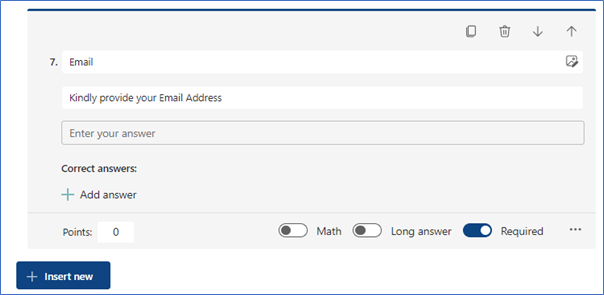 7. Email
Kindly provide your Email Address
Enter your answer
Correct answers:
+ Add answer
Points: 0 Math Long answer Required ...
+ Insert new